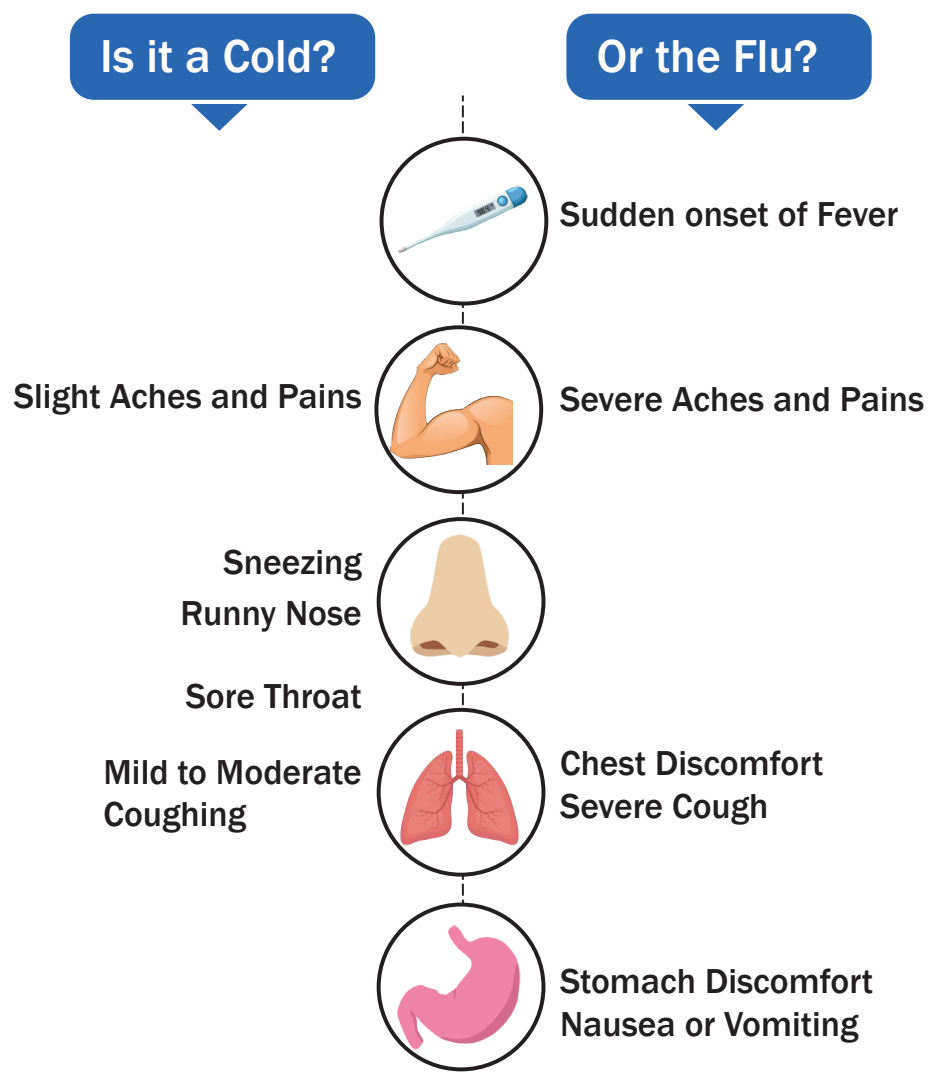 Is it a Cold?
Or the Flu?
Sudden onset of Fever
Slight Aches and Pains
Severe Aches and Pains
Sneezing
Runny Nose
Sore Throat
Mild to Moderate
Coughing
Chest Discomfort
Severe Cough
Stomach Discomfort
Nausea or Vomiting